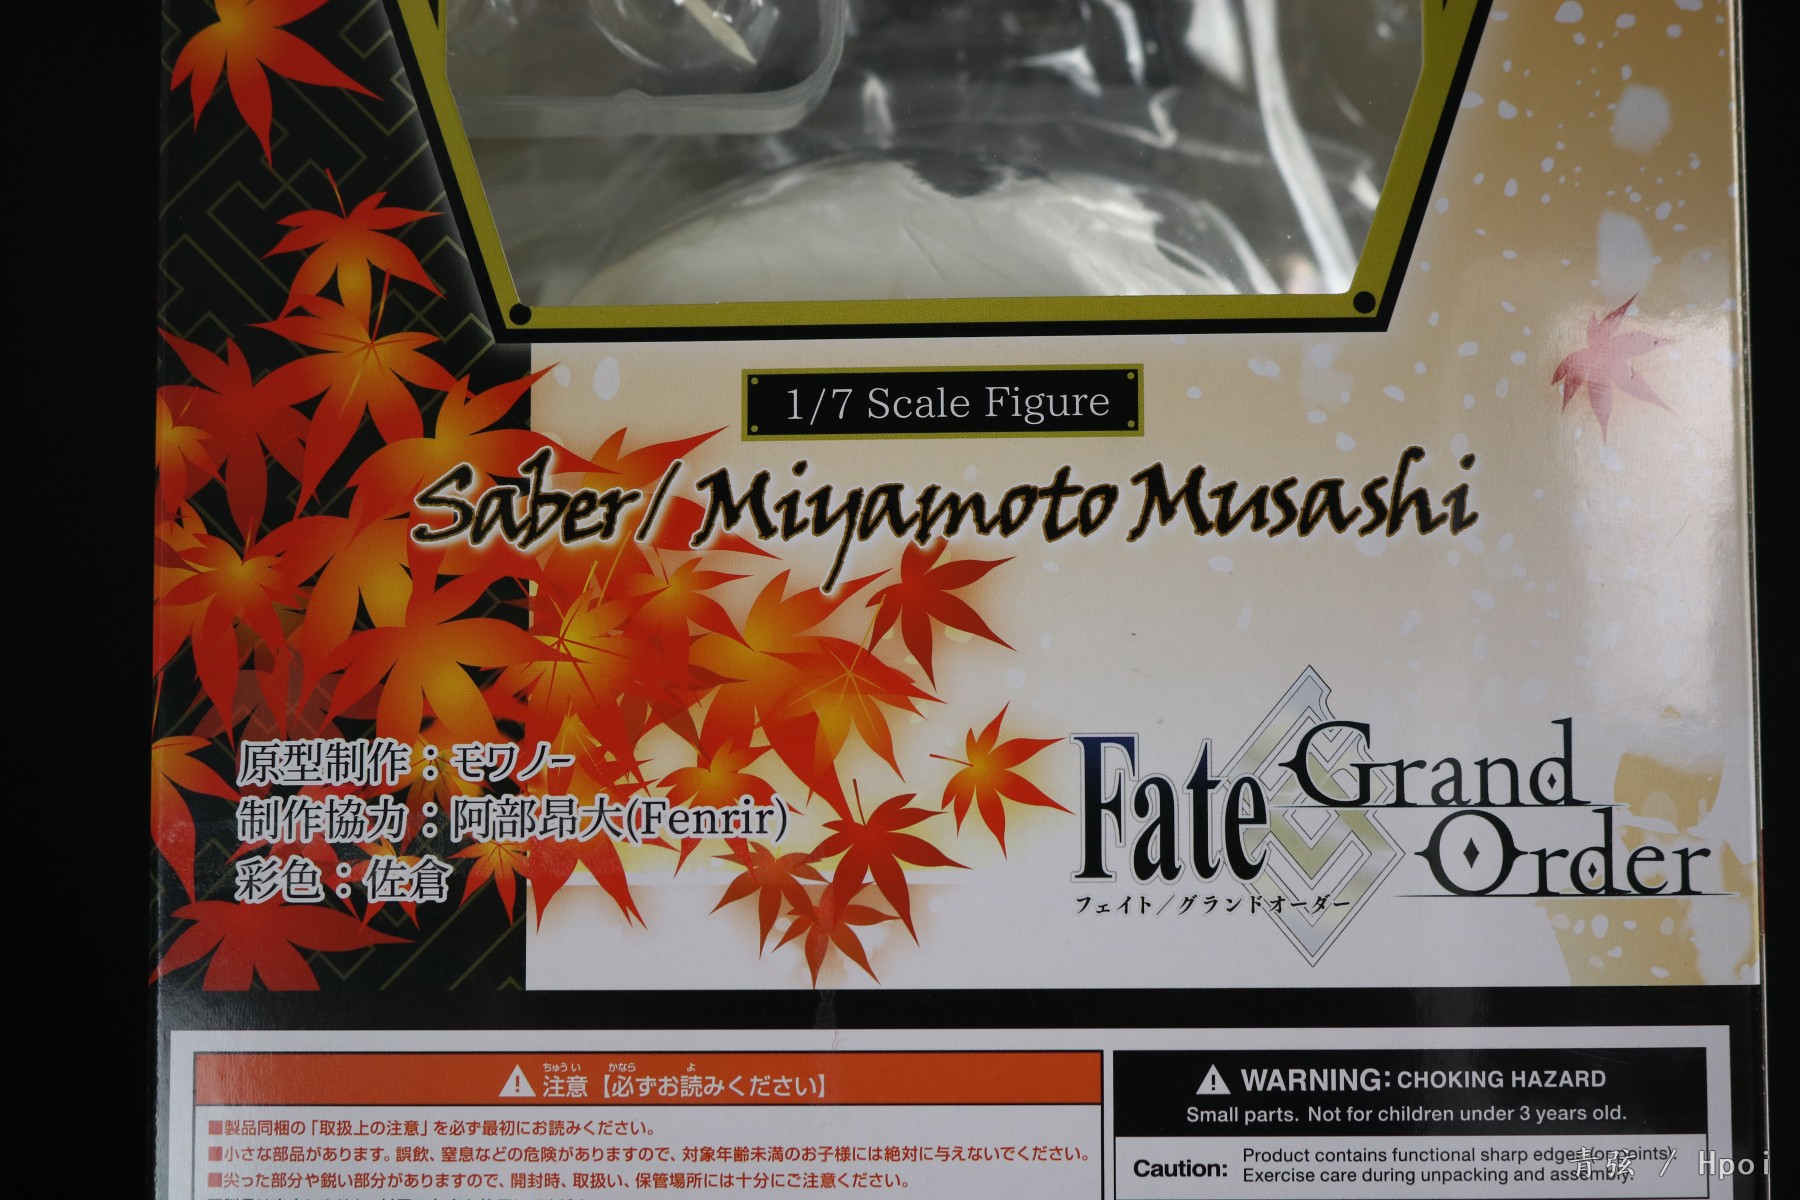 1/7 Scale Figure
Saber/Miyamoto Musashi
原型制作：モワノー
制作協力：阿部昂大(Fenrir)
彩色：佐倉
Fate Grand Order
フェイト／グランドオーダー
ちゅうい かなら よ
注意【必ずお読みください】
■製品同梱の「取扱上の注意」を必ず最初にお読みください。
■小さな部品があります。誤飲、窒息などの危険がありますので、対象年齢未満のお子様には絶対に与えないでください。
■尖った部分や鋭い部分がありますので、開封時、取扱い、保管場所には十分にご注意ください。
WARNING: CHOKING HAZARD
Small parts. Not for children under 3 years old.
Caution: Product contains functional sharp edges or points.
Exercise care during unpacking and assembly.
青弦 / Hpoi